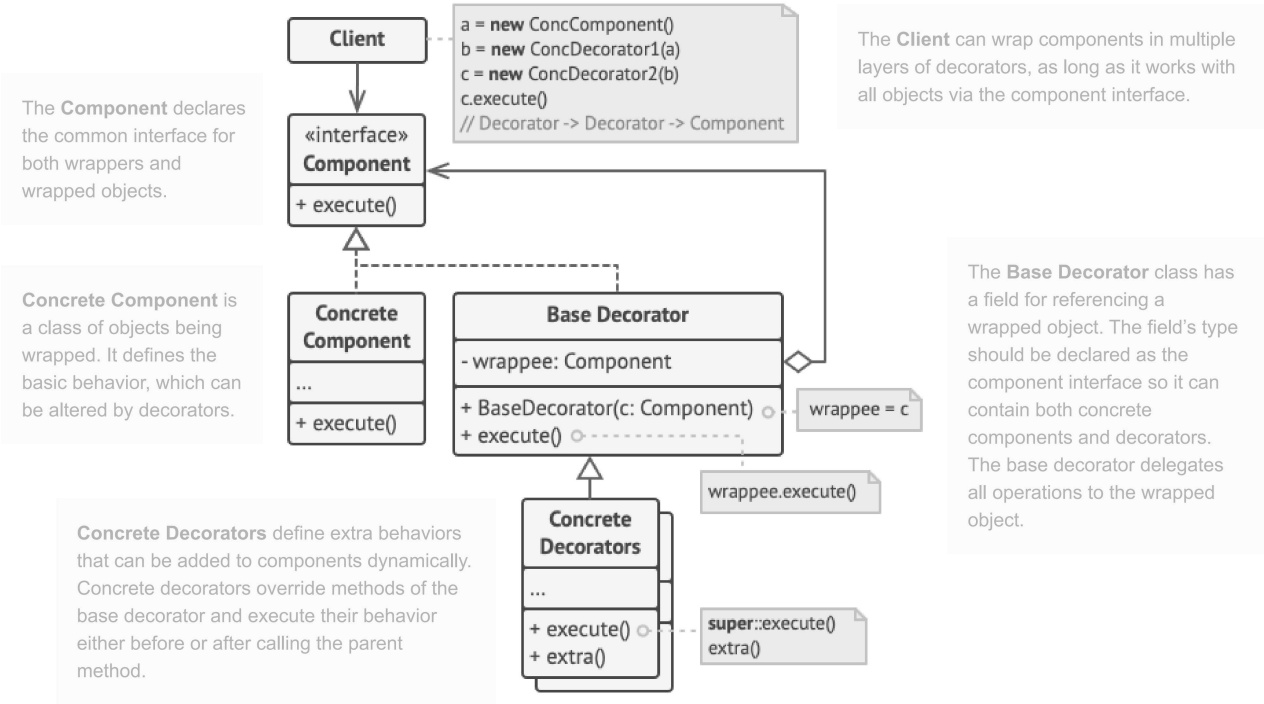 Client
a = new ConcComponent()
b = new ConcDecorator1(a)
c = new ConcDecorator2(b)
c.execute()
// Decorator -> Decorator -> Component
The Client can wrap components in multiple
layers of decorators, as long as it works with
all objects via the component interface.
The Component declares
the common interface for
both wrappers and
wrapped objects.
«interface»
Component
+ execute()
Concrete Component is
a class of objects being
wrapped. It defines the
basic behavior, which can
be altered by decorators.
Concrete
Component
...
+ execute()
Base Decorator
- wrappee: Component
+ BaseDecorator(c: Component)
+ execute()
wrappee = c
wrappee.execute()
The Base Decorator class has
a field for referencing a
wrapped object. The field’s type
should be declared as the
component interface so it can
contain both concrete
components and decorators.
The base decorator delegates
all operations to the wrapped
object.
Concrete Decorators define extra behaviors
that can be added to components dynamically.
Concrete decorators override methods of the
base decorator and execute their behavior
either before or after calling the parent
method.
Concrete
Decorators
...
+ execute()
+ extra()
super::execute()
extra()